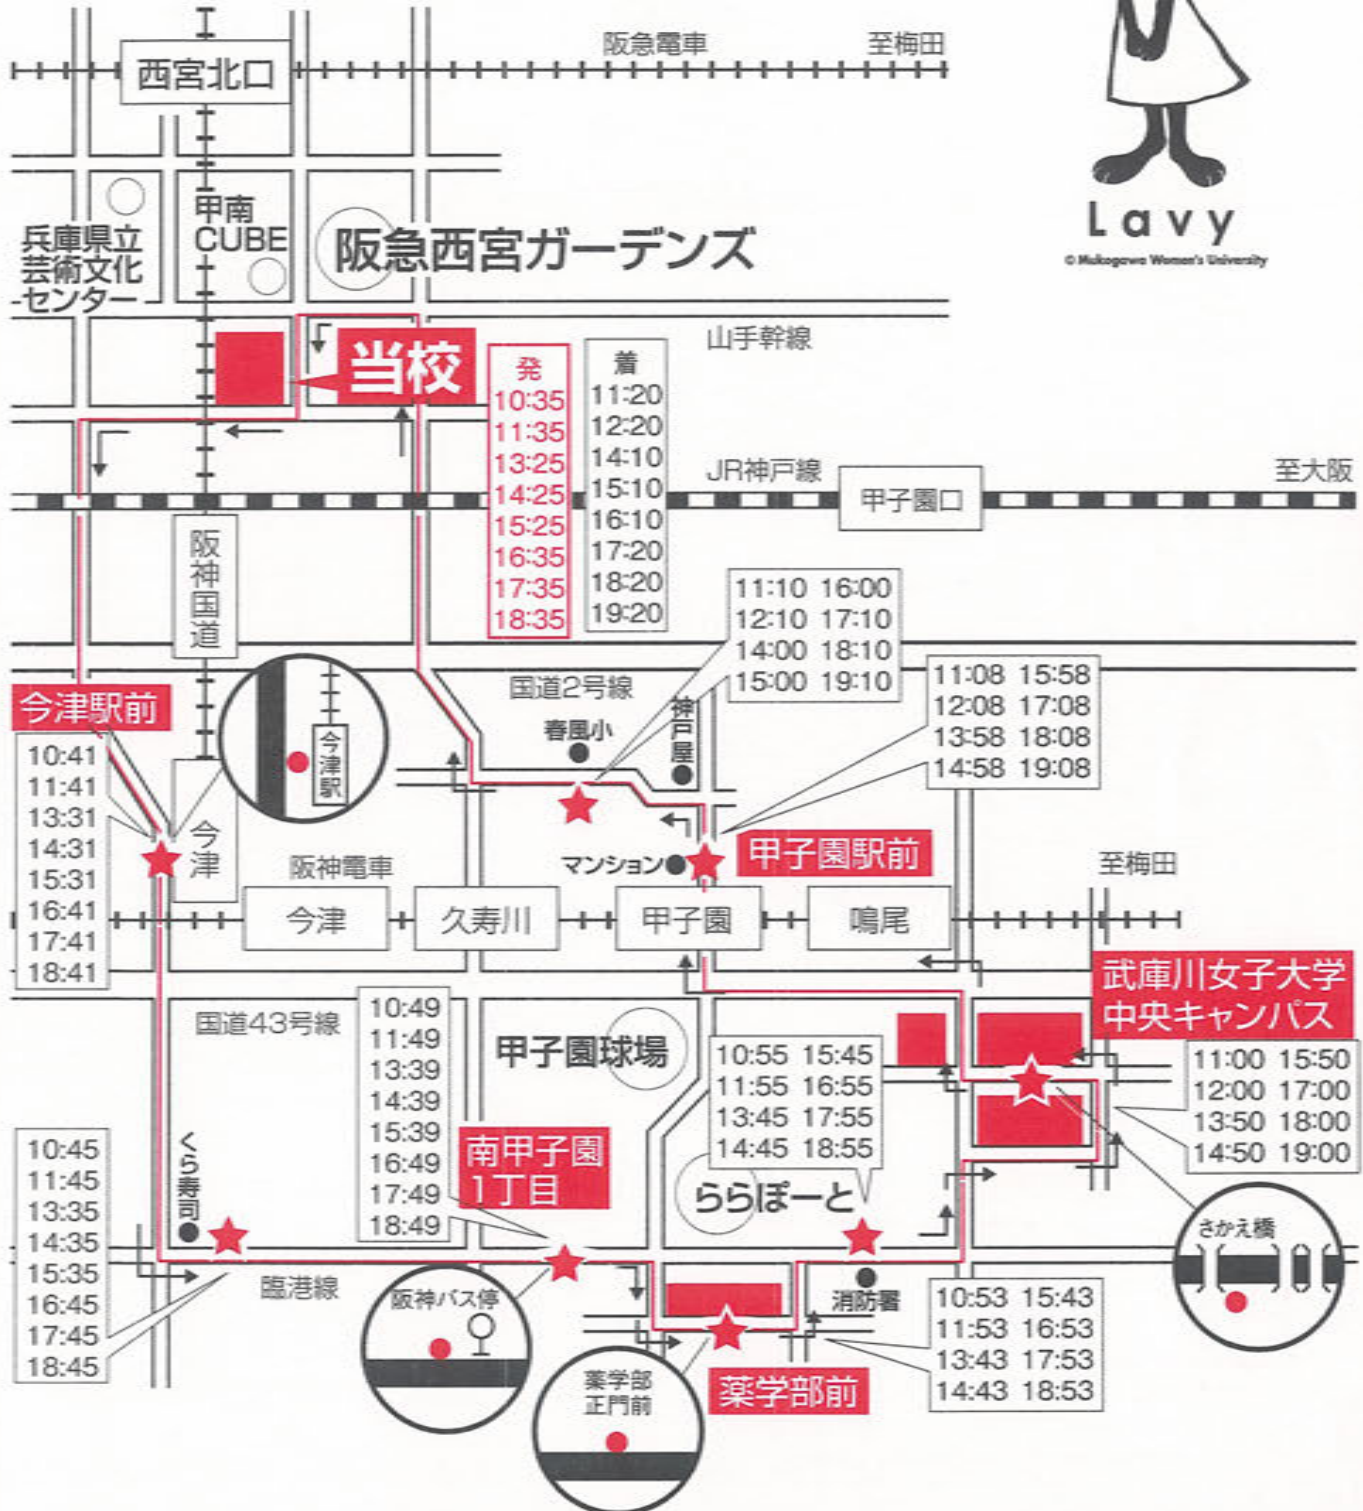 阪急電車
至梅田
西宮北口
Lavy
© Mukogawa Women's University
兵庫県立
芸術文化
センター
甲南
CUBE
阪急西宮ガーデンズ
山手幹線
当校
発
10:35
11:35
13:25
14:25
15:25
16:35
17:35
18:35
着
11:20
12:20
14:10
15:10
16:10
17:20
18:20
19:20
JR神戸線
甲子園口
至大阪
阪神国道
11:10 16:00
12:10 17:10
14:00 18:10
15:00 19:10
国道2号線
春風小
神戸屋
11:08 15:58
12:08 17:08
13:58 18:08
14:58 19:08
今津駅前
10:41
11:41
13:31
14:31
15:31
16:41
17:41
18:41
今津駅
今津
阪神電車
マンション
甲子園駅前
至梅田
今津
久寿川
甲子園
鳴尾
武庫川女子大学
中央キャンパス
11:00 15:50
12:00 17:00
13:50 18:00
14:50 19:00
国道43号線
10:49
11:49
13:39
14:39
15:39
16:49
17:49
18:49
甲子園球場
10:55 15:45
11:55 16:55
13:45 17:55
14:45 18:55
南甲子園
1丁目
ららぽーと
くら寿司
10:45
11:45
13:35
14:35
15:35
16:45
17:45
18:45
臨港線
阪神バス停
消防署
さかえ橋
10:53 15:43
11:53 16:53
13:43 17:53
14:43 18:53
薬学部
正門前
薬学部前